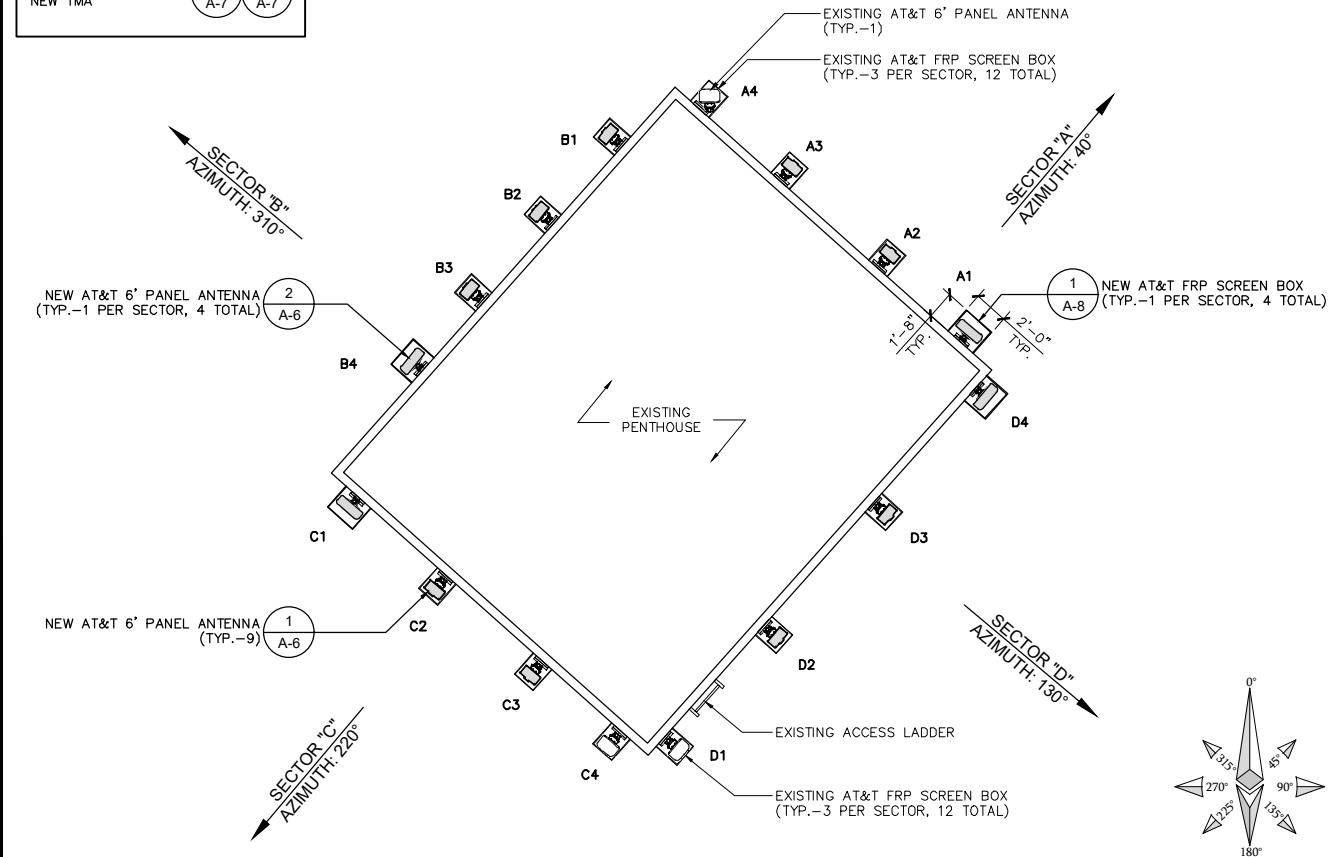 NEW TMA
A-7
A-7
EXISTING AT&T 6' PANEL ANTENNA
(TYP.-1)
EXISTING AT&T FRP SCREEN BOX
(TYP.-3 PER SECTOR, 12 TOTAL)
A4
B1
A3
SECTOR "B"
AZIMUTH: 310°
SECTOR "A"
AZIMUTH: 40°
B2
A2
B3
A1
NEW AT&T 6' PANEL ANTENNA
(TYP.-1 PER SECTOR, 4 TOTAL)
2
A-6
1
A-8
NEW AT&T FRP SCREEN BOX
(TYP.-1 PER SECTOR, 4 TOTAL)
1'-8"
TYP.
2'-0"
TYP.
B4
EXISTING
PENTHOUSE
D4
C1
D3
NEW AT&T 6' PANEL ANTENNA
(TYP.-9)
1
A-6
C2
D2
SECTOR "D"
AZIMUTH: 130°
C3
SECTOR "C"
AZIMUTH: 220°
C4
D1
EXISTING ACCESS LADDER
EXISTING AT&T FRP SCREEN BOX
(TYP.-3 PER SECTOR, 12 TOTAL)
0°
315°
45°
270°
90°
225°
135°
180°